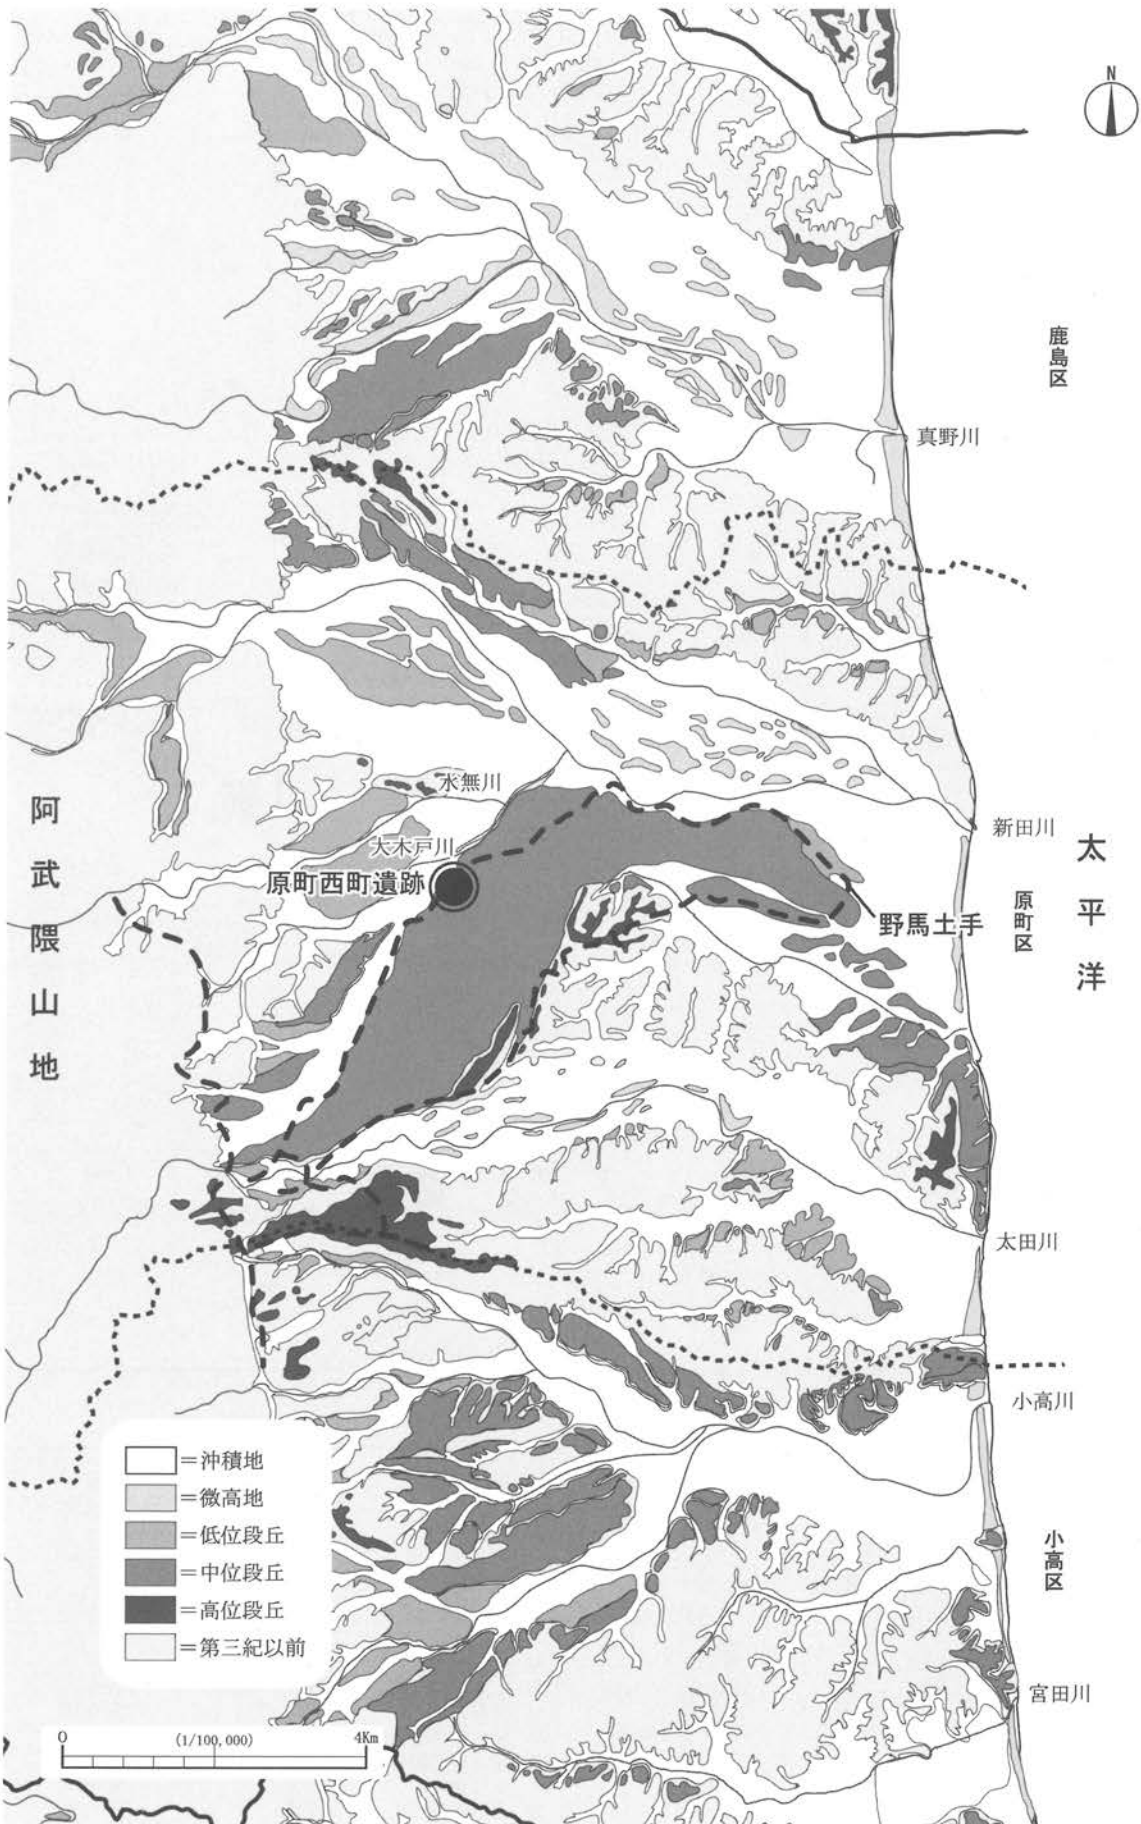 N
鹿島区
真野川
水無川
大木戸川
原町西町遺跡
新田川
原町区
野馬土手
太平洋
阿武隈山地
太田川
小高川
=沖積地
=微高地
=低位段丘
=中位段丘
=高位段丘
=第三紀以前
小高区
宮田川
0 (1/100,000) 4Km